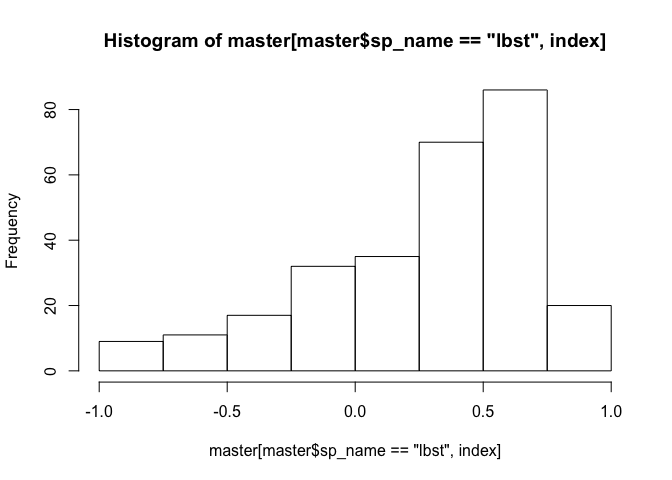 Histogram of master[master$sp_name == "lbst", index]
Frequency
80
60
40
20
0
-1.0 -0.5 0.0 0.5 1.0
master[master$sp_name == "lbst", index]